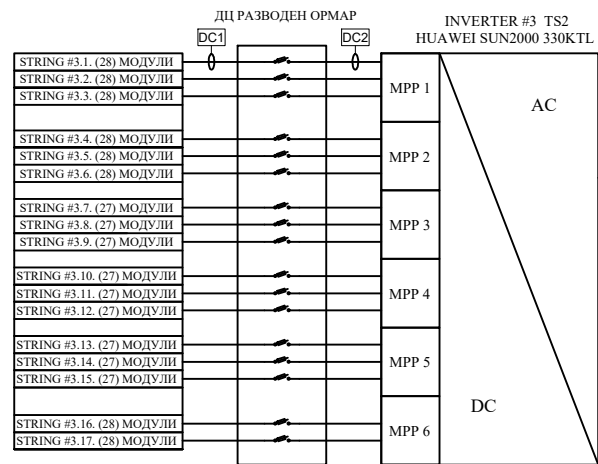 ДЦ РАЗВОДЕН ОРМАР
INVERTER #3 TS2
HUAWEI SUN2000 330KTL
DC1
DC2
STRING #3.1. (28) МОДУЛИ
STRING #3.2. (28) МОДУЛИ
STRING #3.3. (28) МОДУЛИ
MPP 1
AC
STRING #3.4. (28) МОДУЛИ
STRING #3.5. (28) МОДУЛИ
STRING #3.6. (28) МОДУЛИ
MPP 2
STRING #3.7. (27) МОДУЛИ
STRING #3.8. (27) МОДУЛИ
STRING #3.9. (27) МОДУЛИ
MPP 3
STRING #3.10. (27) МОДУЛИ
STRING #3.11. (27) МОДУЛИ
STRING #3.12. (27) МОДУЛИ
MPP 4
STRING #3.13. (27) МОДУЛИ
STRING #3.14. (27) МОДУЛИ
STRING #3.15. (27) МОДУЛИ
MPP 5
DC
STRING #3.16. (28) МОДУЛИ
STRING #3.17. (28) МОДУЛИ
MPP 6